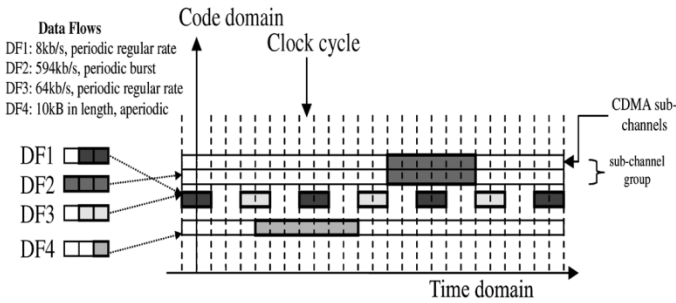 Code domain
Data Flows
DF1: 8kb/s, periodic regular rate
DF2: 594kb/s, periodic burst
DF3: 64kb/s, periodic regular rate
DF4: 10kB in length, aperiodic
Clock cycle
CDMA sub-
channels
DF1
DF2
DF3
DF4
sub-channel
group
Time domain